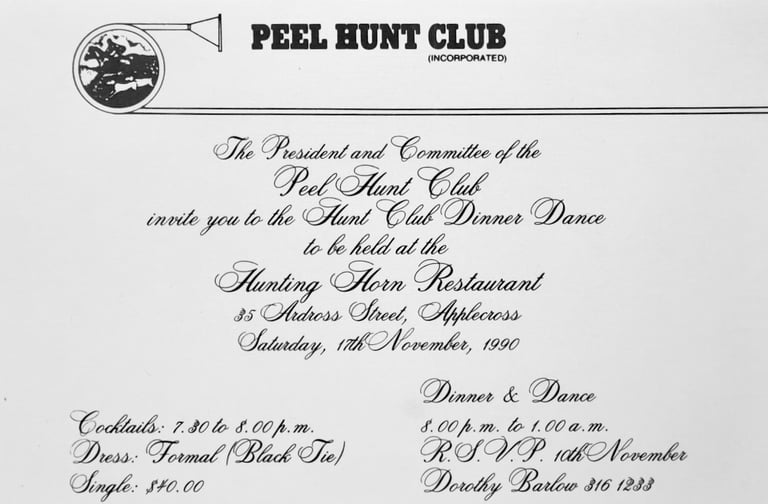 PEEL HUNT CLUB
(INCORPORATED)
The President and Committee of the
Peel Hunt Club
invite you to the Hunt Club Dinner Dance
to be held at the
Hunting Horn Restaurant
35 Ardross Street, Applecross
Saturday, 17th November, 1990
Cocktails: 7.30 to 8.00 p.m.
Dress: Formal (Black Tie)
Single: $40.00
Dinner & Dance
8.00 p.m. to 1.00 a.m.
R.S.V.P. 10th November
Dorothy Barlow 316 1233